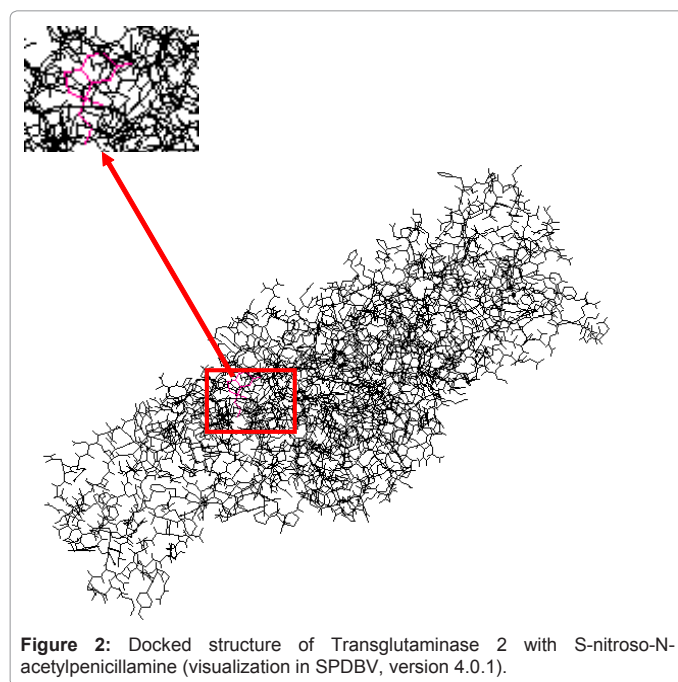 Figure 2: Docked structure of Transglutaminase 2 with S-nitroso-N-
acetylpenicillamine (visualization in SPDBV, version 4.0.1).